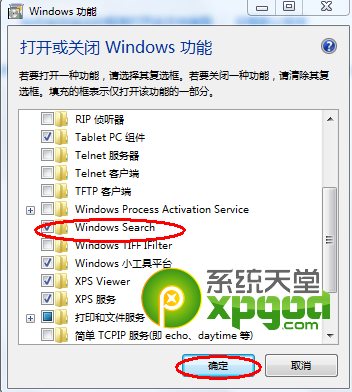 Windows 功能
打开或关闭 Windows 功能
若要打开一种功能，请选择其复选框。若要关闭一种功能，请清除其复
选框。填充的框表示仅打开该功能的一部分。
RIP 侦听器
Tablet PC 组件
Telnet 服务器
Telnet 客户端
TFTP 客户端
Windows Process Activation Service
Windows Search
Windows TIFF IFilter
Windows 小工具平台
XPS Viewer
XPS 服务
打印和文件服务
简单 TCPIP 服务(即 echo、daytime 等)
系统天堂
xpgod.com
确定
取消